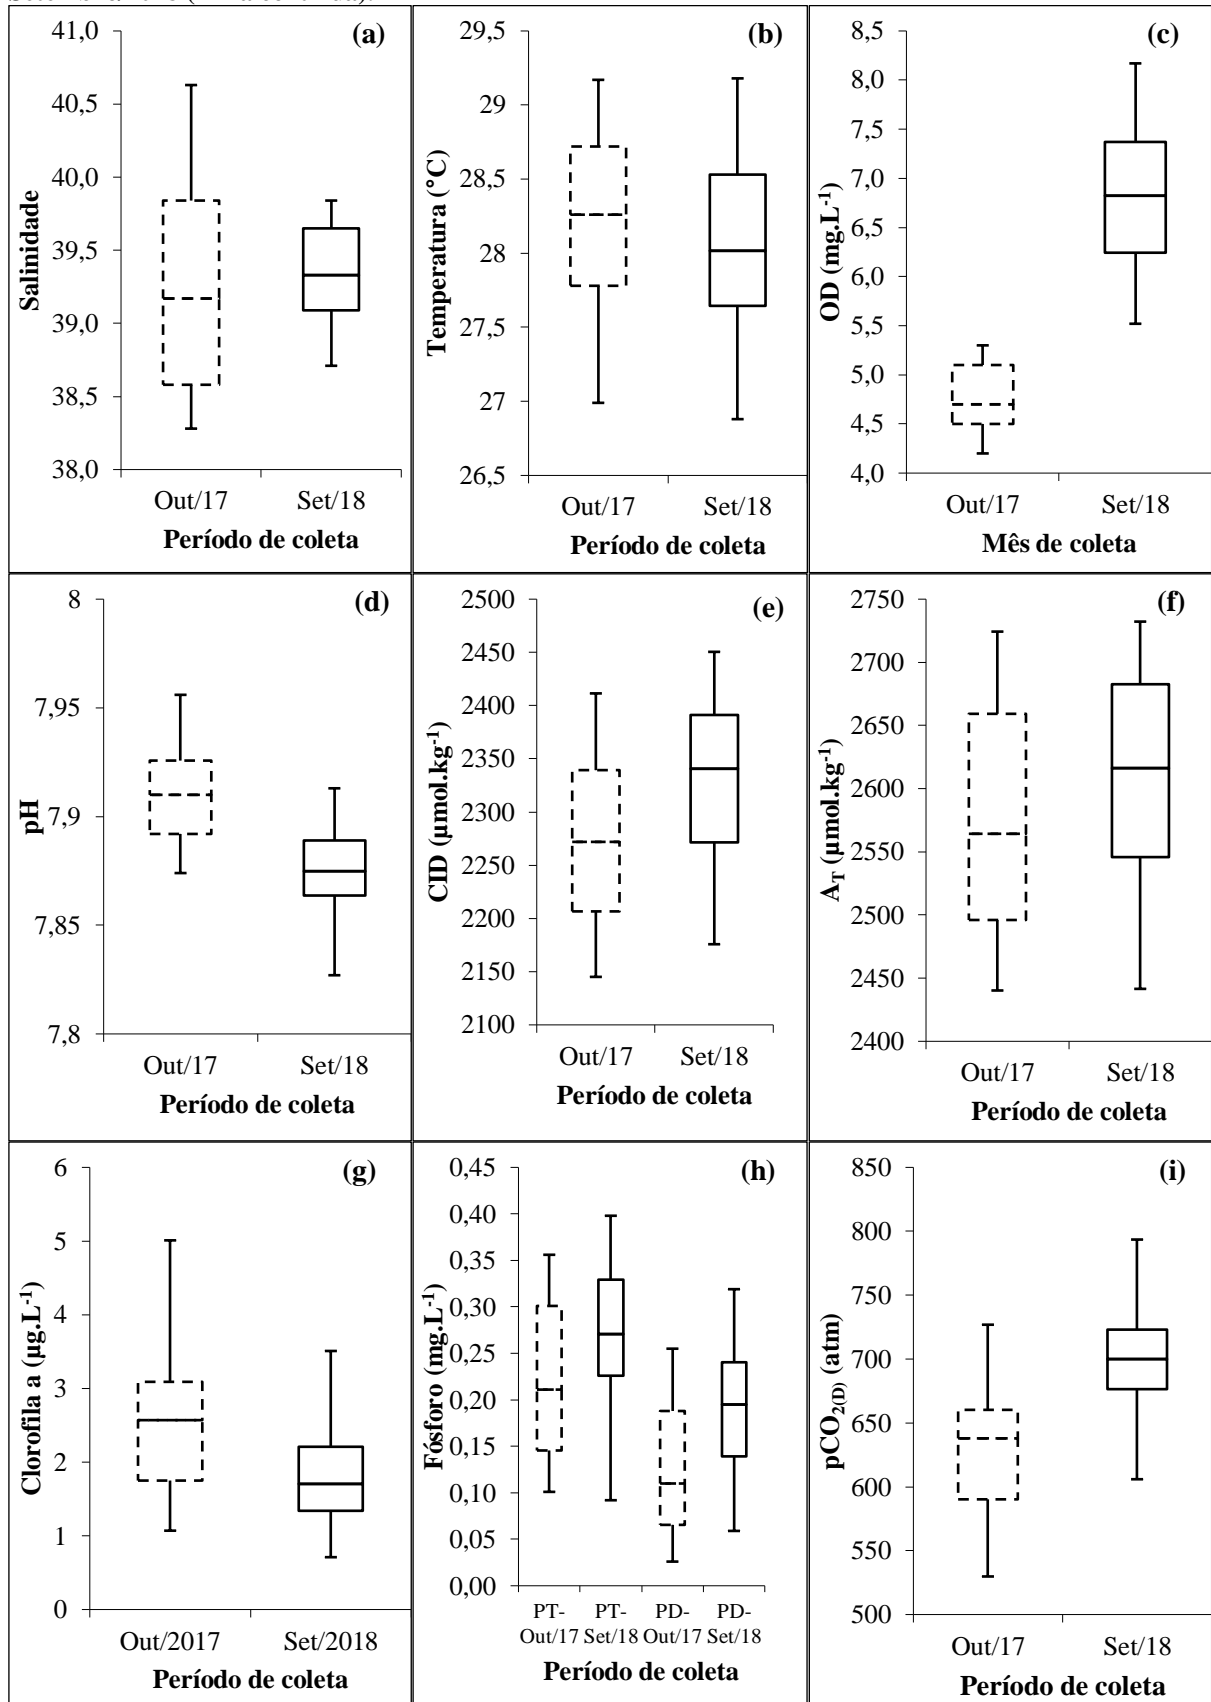 (a)
41,0
40,5
40,0
39,5
39,0
38,5
38,0
Salinidade
Out/17 Set/18
Período de coleta
(b)
29,5
29
28,5
28
27,5
27
26,5
Temperatura (°C)
Out/17 Set/18
Período de coleta
(c)
8,5
8,0
7,5
7,0
6,5
6,0
5,5
5,0
4,5
4,0
OD (mg.L-1)
Out/17 Set/18
Mês de coleta
(d)
8
7,95
7,9
7,85
7,8
pH
Out/17 Set/18
Período de coleta
(e)
2500
2450
2400
2350
2300
2250
2200
2150
2100
CID (µmol.kg-1)
Out/17 Set/18
Período de coleta
(f)
2750
2700
2650
2600
2550
2500
2450
2400
AT (µmol.kg-1)
Out/17 Set/18
Período de coleta
(g)
6
5
4
3
2
1
0
Clorofila a (µg.L-1)
Out/2017 Set/2018
Período de coleta
(h)
0,45
0,40
0,35
0,30
0,25
0,20
0,15
0,10
0,05
0,00
Fósforo (mg.L-1)
PT- PT- PD- PD-
Out/17 Set/18 Out/17 Set/18
Período de coleta
(i)
850
800
750
700
650
600
550
500
pCO2(D) (atm)
Out/17 Set/18
Período de coleta